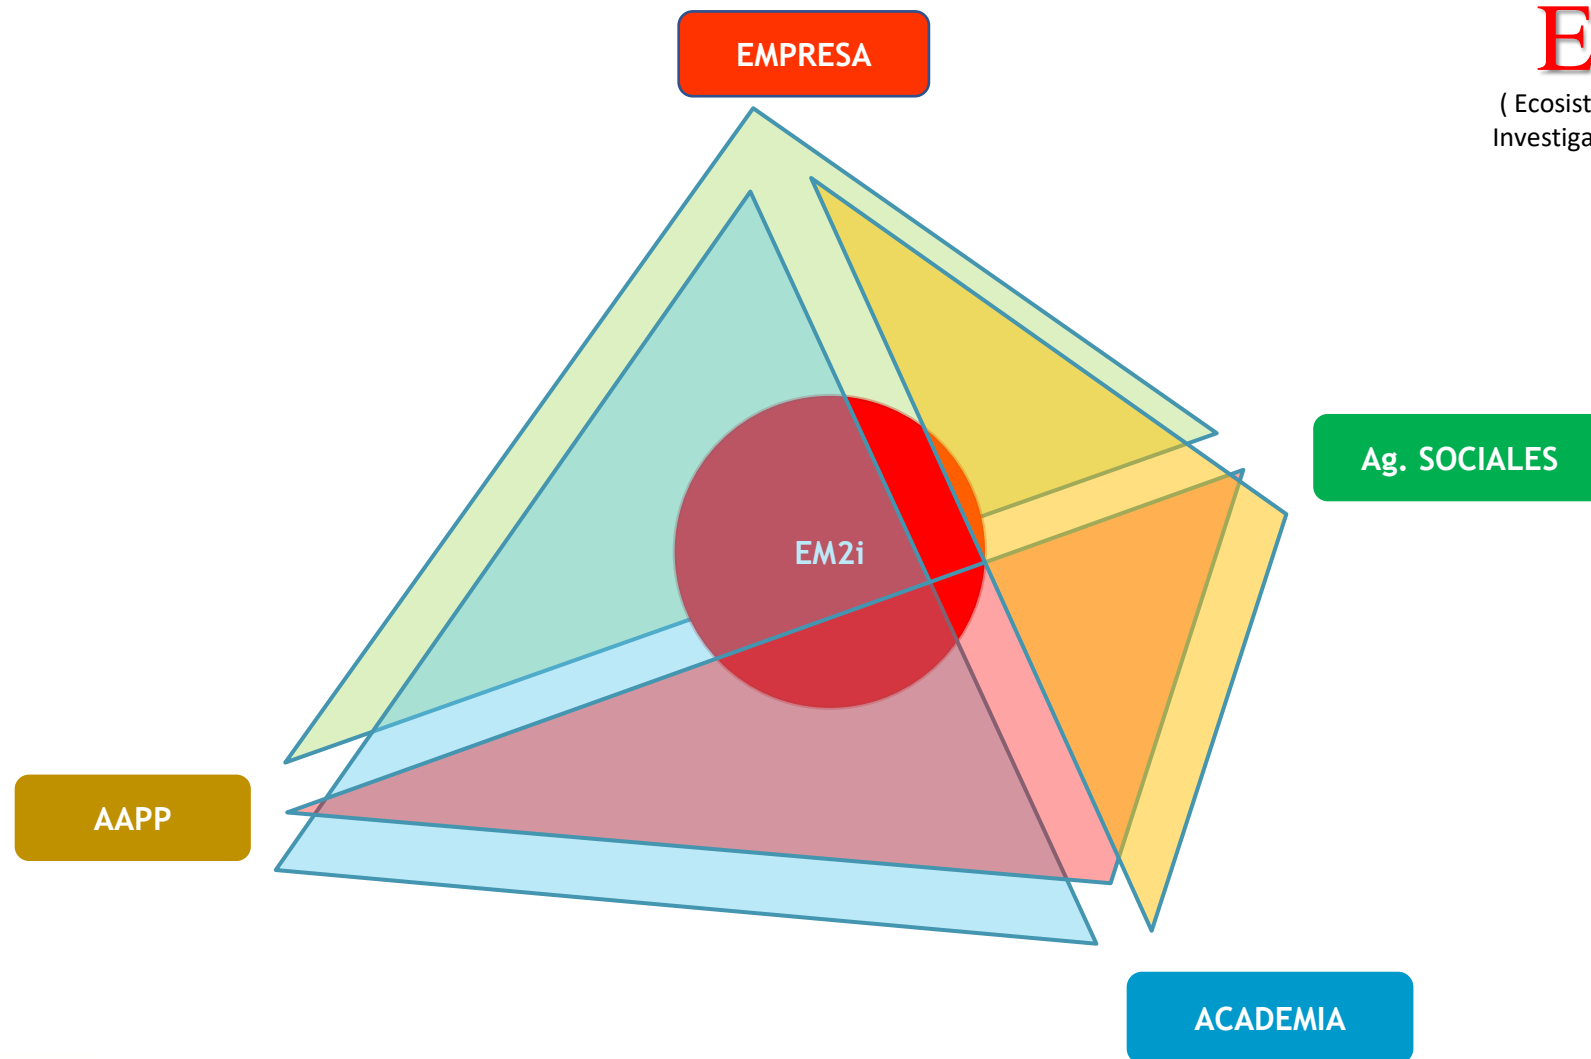 EMPRESA
E
( Ecosist
Investiga
Ag. SOCIALES
EM2i
AAPP
ACADEMIA